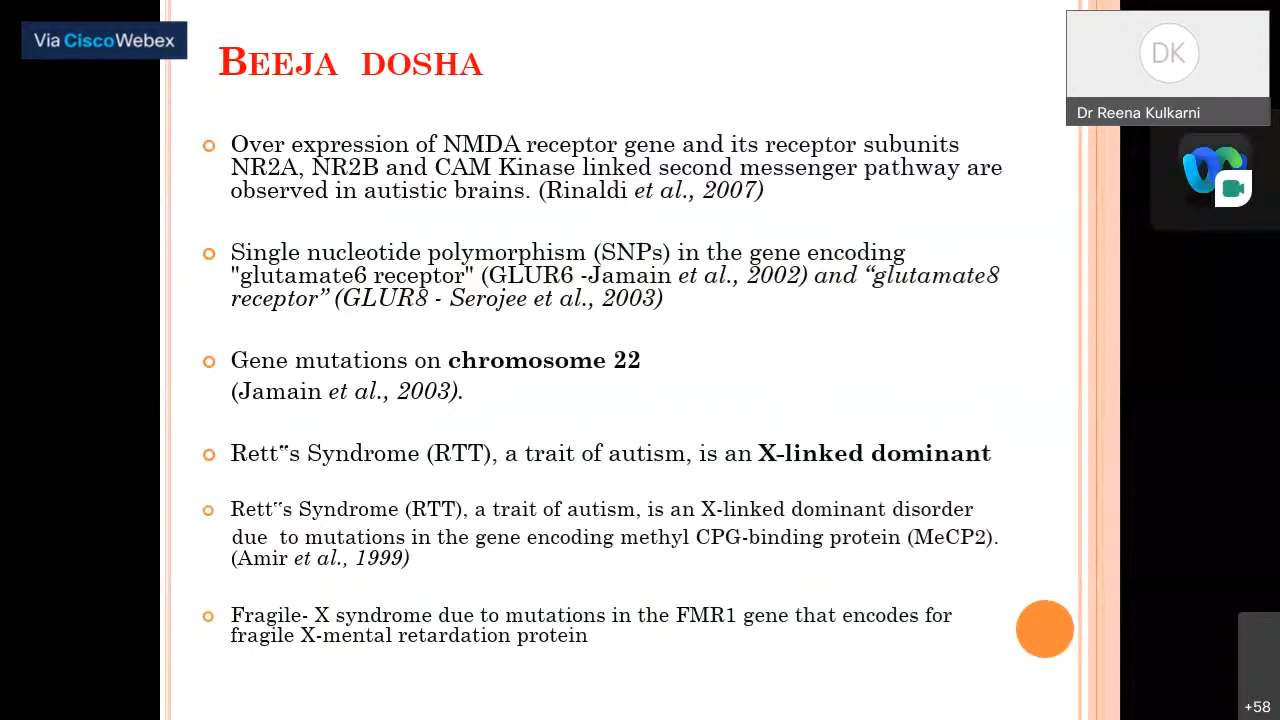 Via Cisco Webex
BEEJA DOSHA
DK
Dr Reena Kulkarni
Over expression of NMDA receptor gene and its receptor subunits
NR2A, NR2B and CAM Kinase linked second messenger pathway are
observed in autistic brains. (Rinaldi et al., 2007)
Single nucleotide polymorphism (SNPs) in the gene encoding
"glutamate6 receptor" (GLUR6 -Jamain et al., 2002) and “glutamate8
receptor” (GLUR8 - Serojee et al., 2003)
Gene mutations on chromosome 22
(Jamain et al., 2003).
Rett‟s Syndrome (RTT), a trait of autism, is an X-linked dominant
Rett‟s Syndrome (RTT), a trait of autism, is an X-linked dominant disorder
due to mutations in the gene encoding methyl CPG-binding protein (MeCP2).
(Amir et al., 1999)
Fragile- X syndrome due to mutations in the FMR1 gene that encodes for
fragile X-mental retardation protein
+58